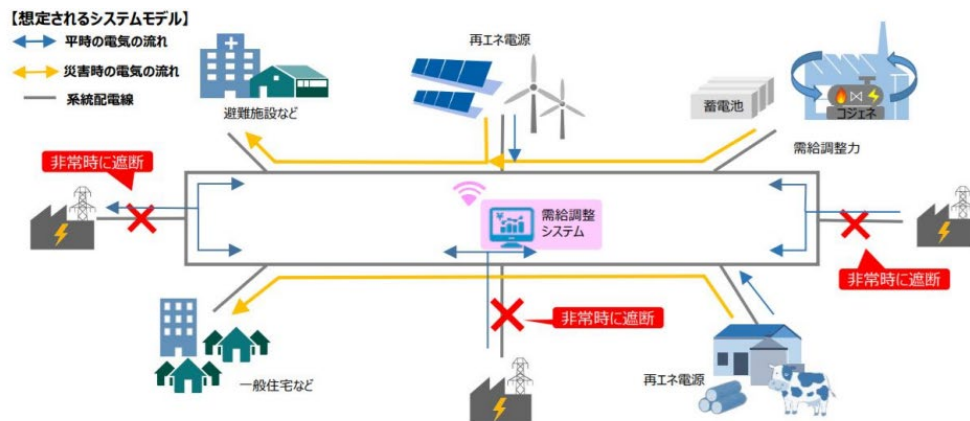 【想定されるシステムモデル】
平時の電気の流れ
災害時の電気の流れ
系統配電線
避難施設など
再エネ電源
蓄電池
コジェネ
需給調整力
非常時に遮断
需給調整
システム
非常時に遮断
非常時に遮断
一般住宅など
再エネ電源